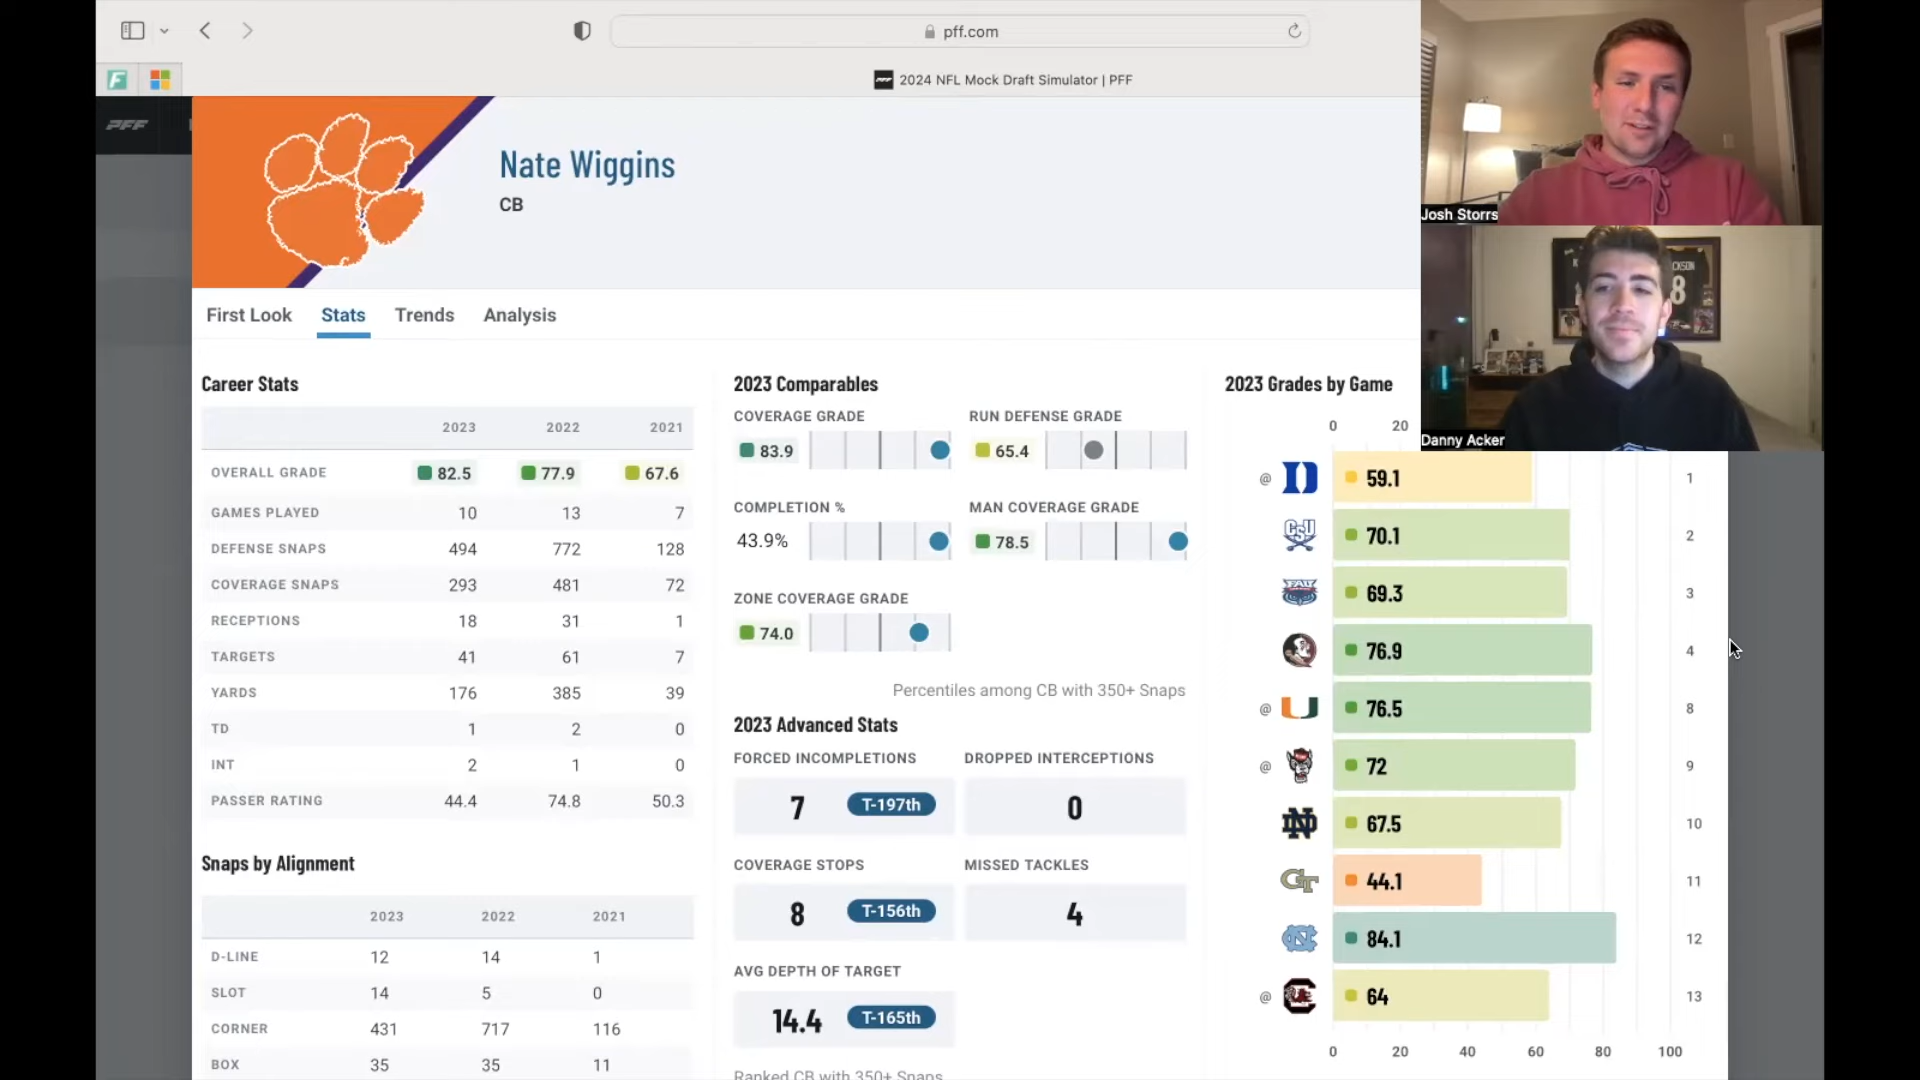 pff.com
2024 NFL Mock Draft Simulator | PFF
PFF
Nate Wiggins
CB
First Look Stats Trends Analysis
Career Stats
2023 2022 2021
OVERALL GRADE 82.5 77.9 67.6
GAMES PLAYED 10 13 7
DEFENSE SNAPS 494 772 128
COVERAGE SNAPS 293 481 72
RECEPTIONS 18 31 1
TARGETS 41 61 7
YARDS 176 385 39
TD 1 2 0
INT 2 1 0
PASSER RATING 44.4 74.8 50.3
Snaps by Alignment
2023 2022 2021
D-LINE 12 14 1
SLOT 14 5 0
CORNER 431 717 116
BOX 35 35 11
2023 Comparables
COVERAGE GRADE RUN DEFENSE GRADE
83.9 65.4
COMPLETION % MAN COVERAGE GRADE
43.9% 78.5
ZONE COVERAGE GRADE
74.0
Percentiles among CB with 350+ Snaps
2023 Advanced Stats
FORCED INCOMPLETIONS DROPPED INTERCEPTIONS
7 T-197th 0
COVERAGE STOPS MISSED TACKLES
8 T-156th 4
AVG DEPTH OF TARGET
14.4 T-165th
Ranked CB with 350+ Snaps
2023 Grades by Game
0 20
@ D 59.1 1
CSU 70.1 2
FAU 69.3 3
76.9 4
@ U 76.5 8
@ 72 9
ND 67.5 10
GT 44.1 11
NC 84.1 12
@ C 64 13
0 20 40 60 80 100
Josh Storrs
Danny Acker
CKSON
8